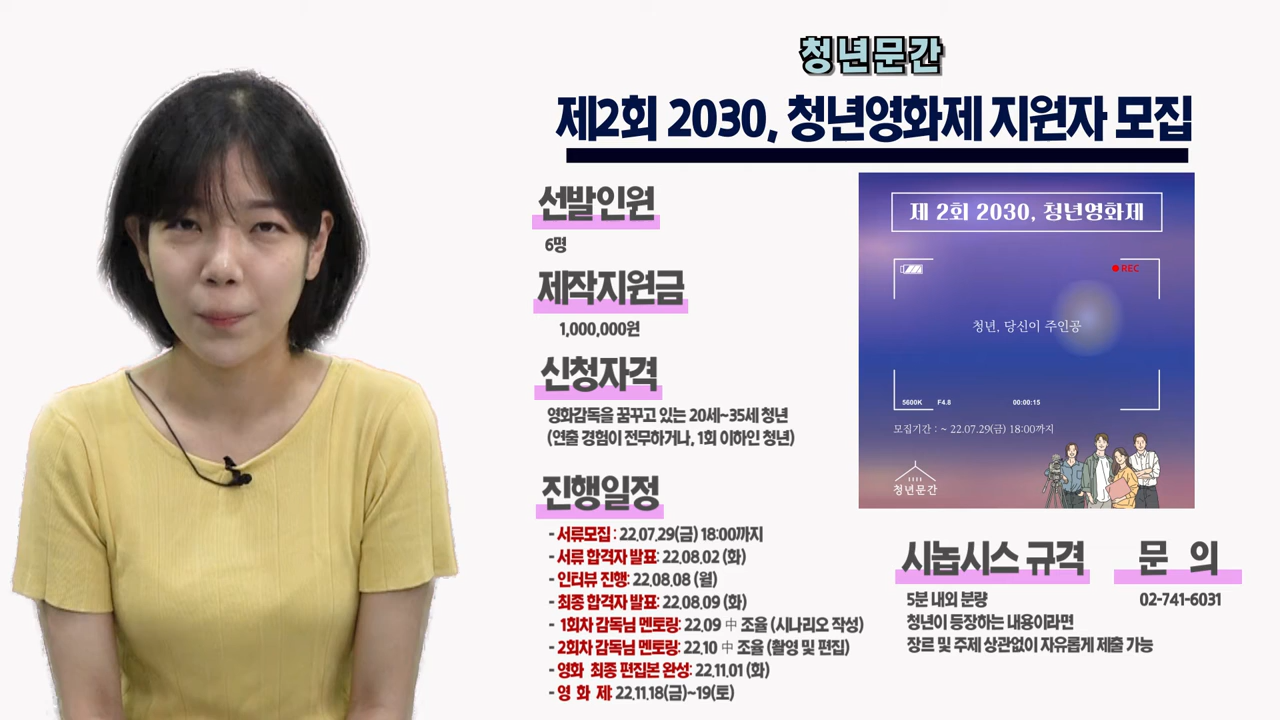 청년문간
제2회 2030, 청년영화제 지원자 모집
선발인원
6명
제작지원금
1,000,000원
신청자격
영화감독을 꿈꾸고 있는 20세~35세 청년
(연출 경험이 전무하거나, 1회 이하인 청년)
진행일정
- 서류모집 : 22.07.29(금) 18:00까지
- 서류 합격자 발표: 22.08.02 (화)
- 인터뷰 진행: 22.08.08 (월)
- 최종 합격자 발표: 22.08.09 (화)
- 1회차 감독님 멘토링: 22.09 中 조율 (시나리오 작성)
- 2회차 감독님 멘토링: 22.10 中 조율 (촬영 및 편집)
- 영화 최종 편집본 완성: 22.11.01 (화)
- 영 화 제: 22.11.18(금)~19(토)
제 2회 2030, 청년영화제
REC
청년, 당신이 주인공
5600K F4.8 00:00:15
모집기간 : ~ 22.07.29(금) 18:00까지
청년문간
시놉시스 규격
5분 내외 분량
청년이 등장하는 내용이라면
장르 및 주제 상관없이 자유롭게 제출 가능
문 의
02-741-6031